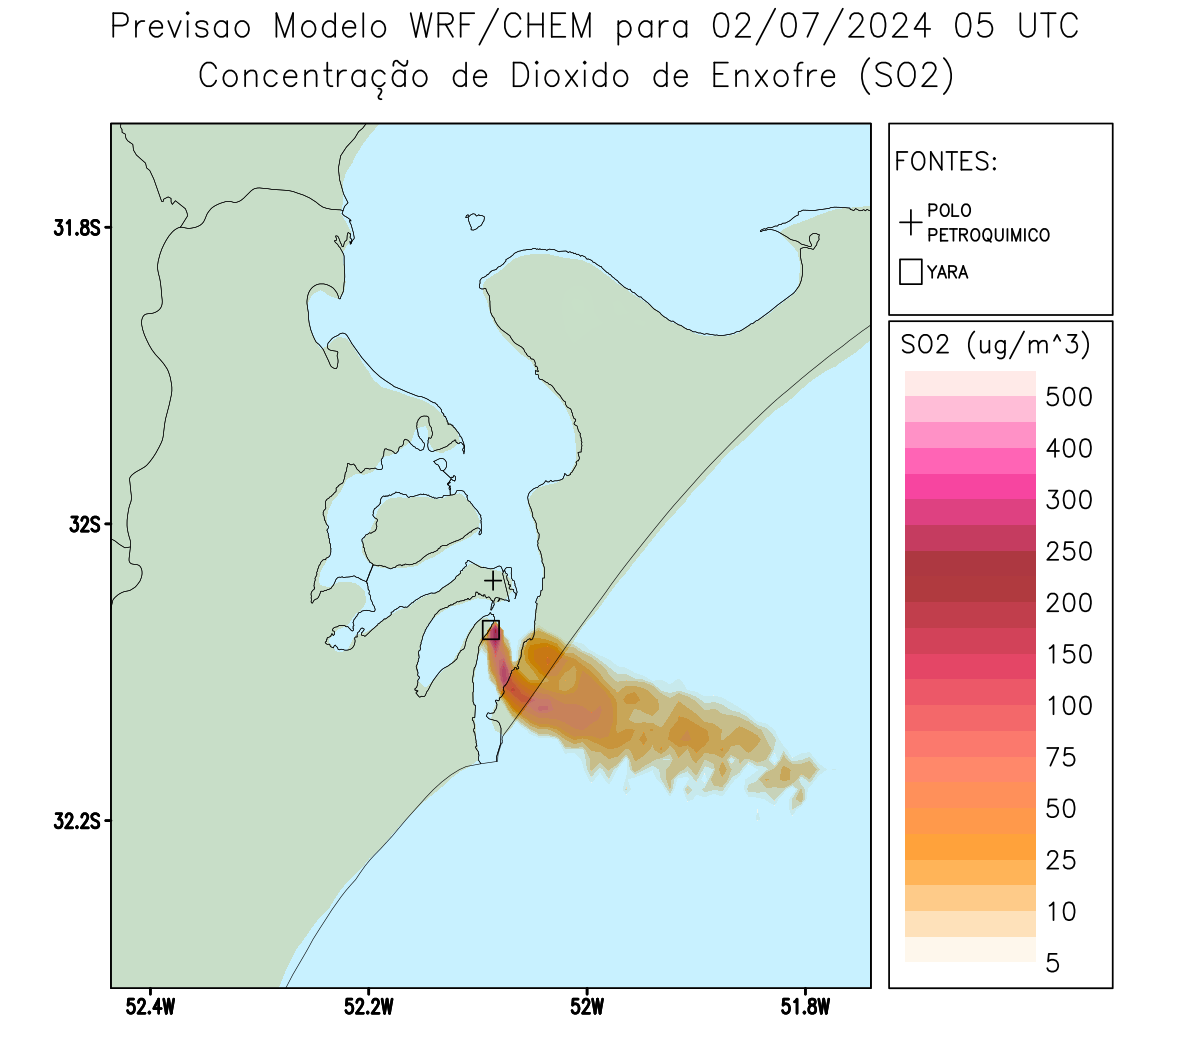 Previsao Modelo WRF/CHEM para 02/07/2024 05 UTC
Concentração de Dioxido de Enxofre (SO2)
FONTES:
POLO
PETROQUIMICO
YARA
SO2 (ug/m^3)
500
400
300
250
200
150
100
75
50
25
10
5
31.8S
32S
32.2S
52.4W
52.2W
52W
51.8W